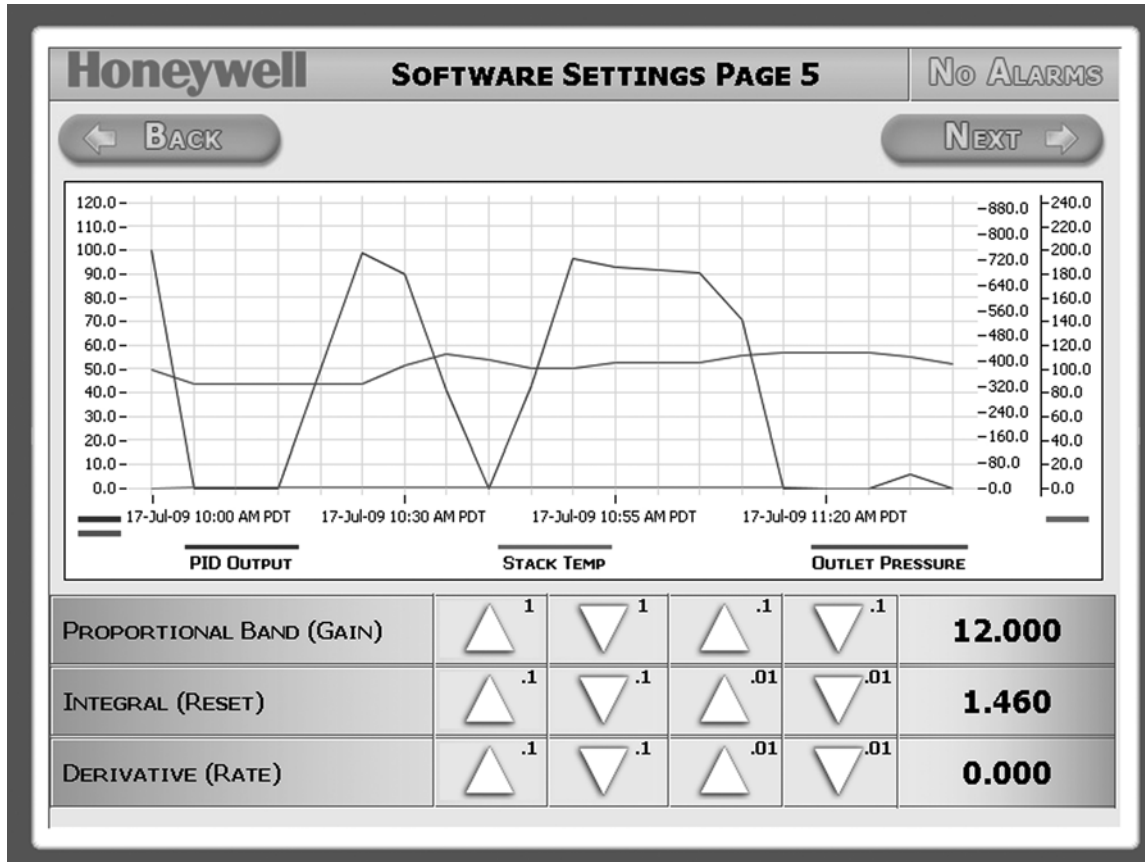 Honeywell
SOFTWARE SETTINGS PAGE 5
NO ALARMS
BACK
NEXT
120.0
110.0
100.0
90.0
80.0
70.0
60.0
50.0
40.0
30.0
20.0
10.0
0.0
880.0
800.0
720.0
640.0
560.0
480.0
400.0
320.0
240.0
160.0
80.0
0.0
240.0
220.0
200.0
180.0
160.0
140.0
120.0
100.0
80.0
60.0
40.0
20.0
0.0
17-Jul-09 10:00 AM PDT
17-Jul-09 10:30 AM PDT
17-Jul-09 10:55 AM PDT
17-Jul-09 11:20 AM PDT
PID OUTPUT
STACK TEMP
OUTLET PRESSURE
PROPORTIONAL BAND (GAIN) 1 1 .1 .1 12.000
INTEGRAL (RESET) .1 .1 .01 .01 1.460
DERIVATIVE (RATE) .1 .1 .01 .01 0.000